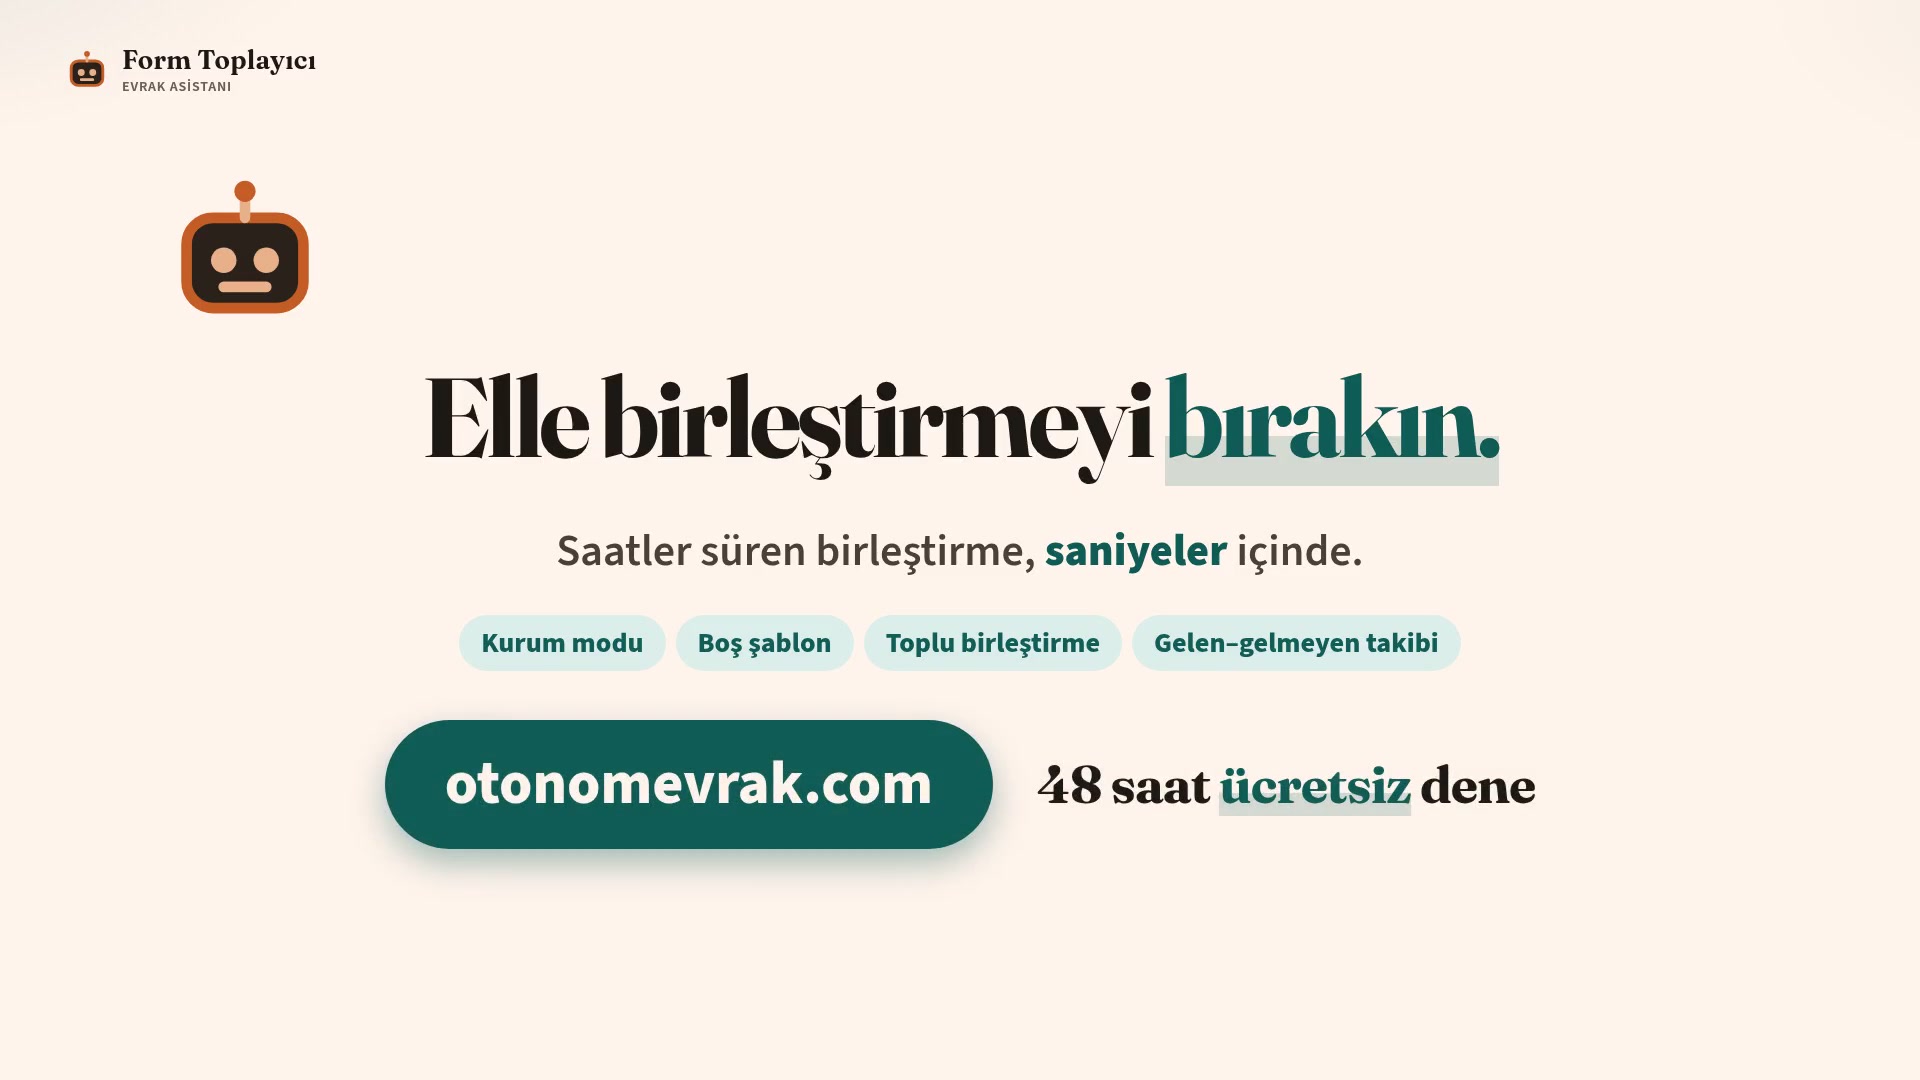 Form Toplayıcı
EVRAK ASİSTANI
Elle birleştirmeyi bırakın.
Saatler süren birleştirme, saniyeler içinde.
Kurum modu
Boş şablon
Toplu birleştirme
Gelen–gelmeyen takibi
otonomevrak.com
48 saat ücretsiz dene